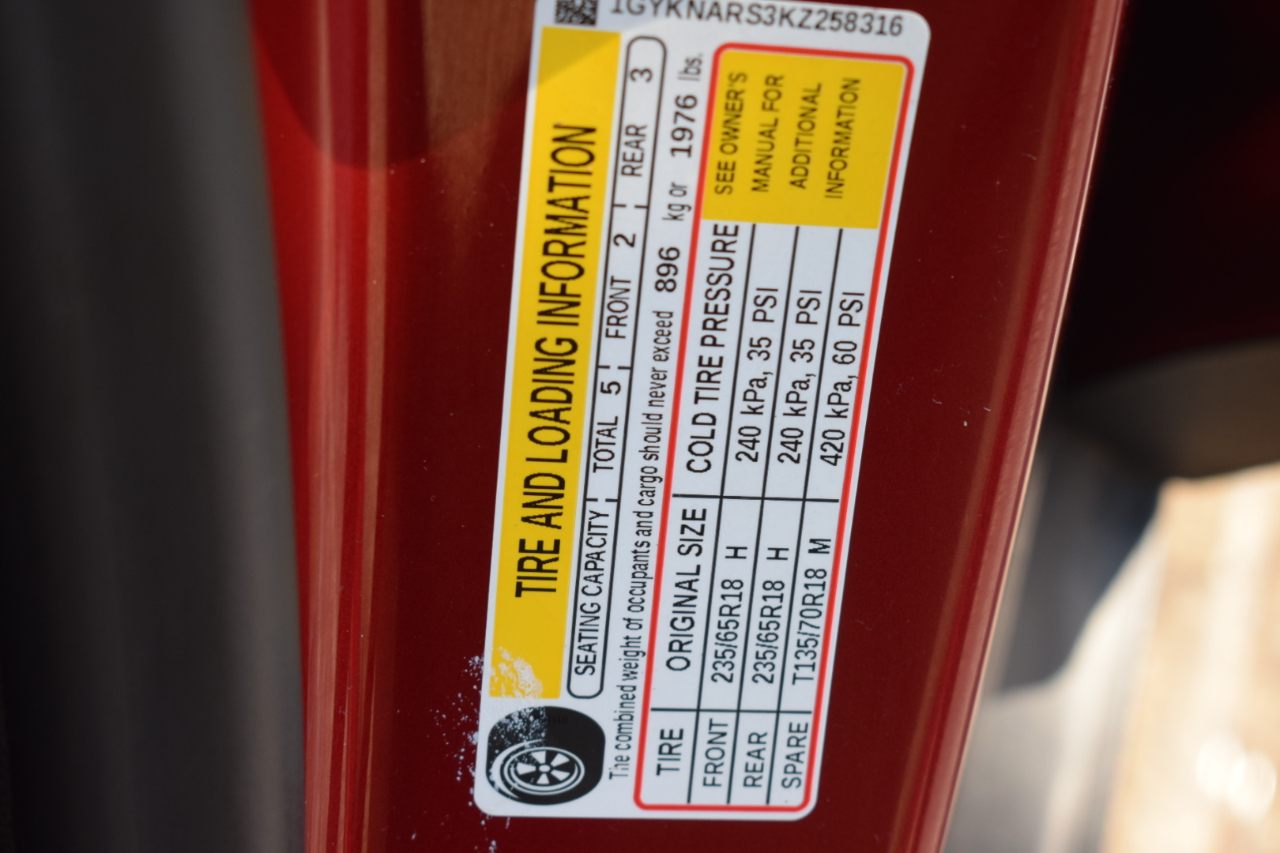 1GYKNARS3KZ258316
TIRE AND LOADING INFORMATION
SEATING CAPACITY TOTAL 5 FRONT 2 REAR 3
The combined weight of occupants and cargo should never exceed 896 kg or 1976 lbs.
TIRE ORIGINAL SIZE COLD TIRE PRESSURE
FRONT 235/65R18 H 240 kPa, 35 PSI
REAR 235/65R18 H 240 kPa, 35 PSI
SPARE T135/70R18 M 420 kPa, 60 PSI
SEE OWNER'S
MANUAL FOR
ADDITIONAL
INFORMATION